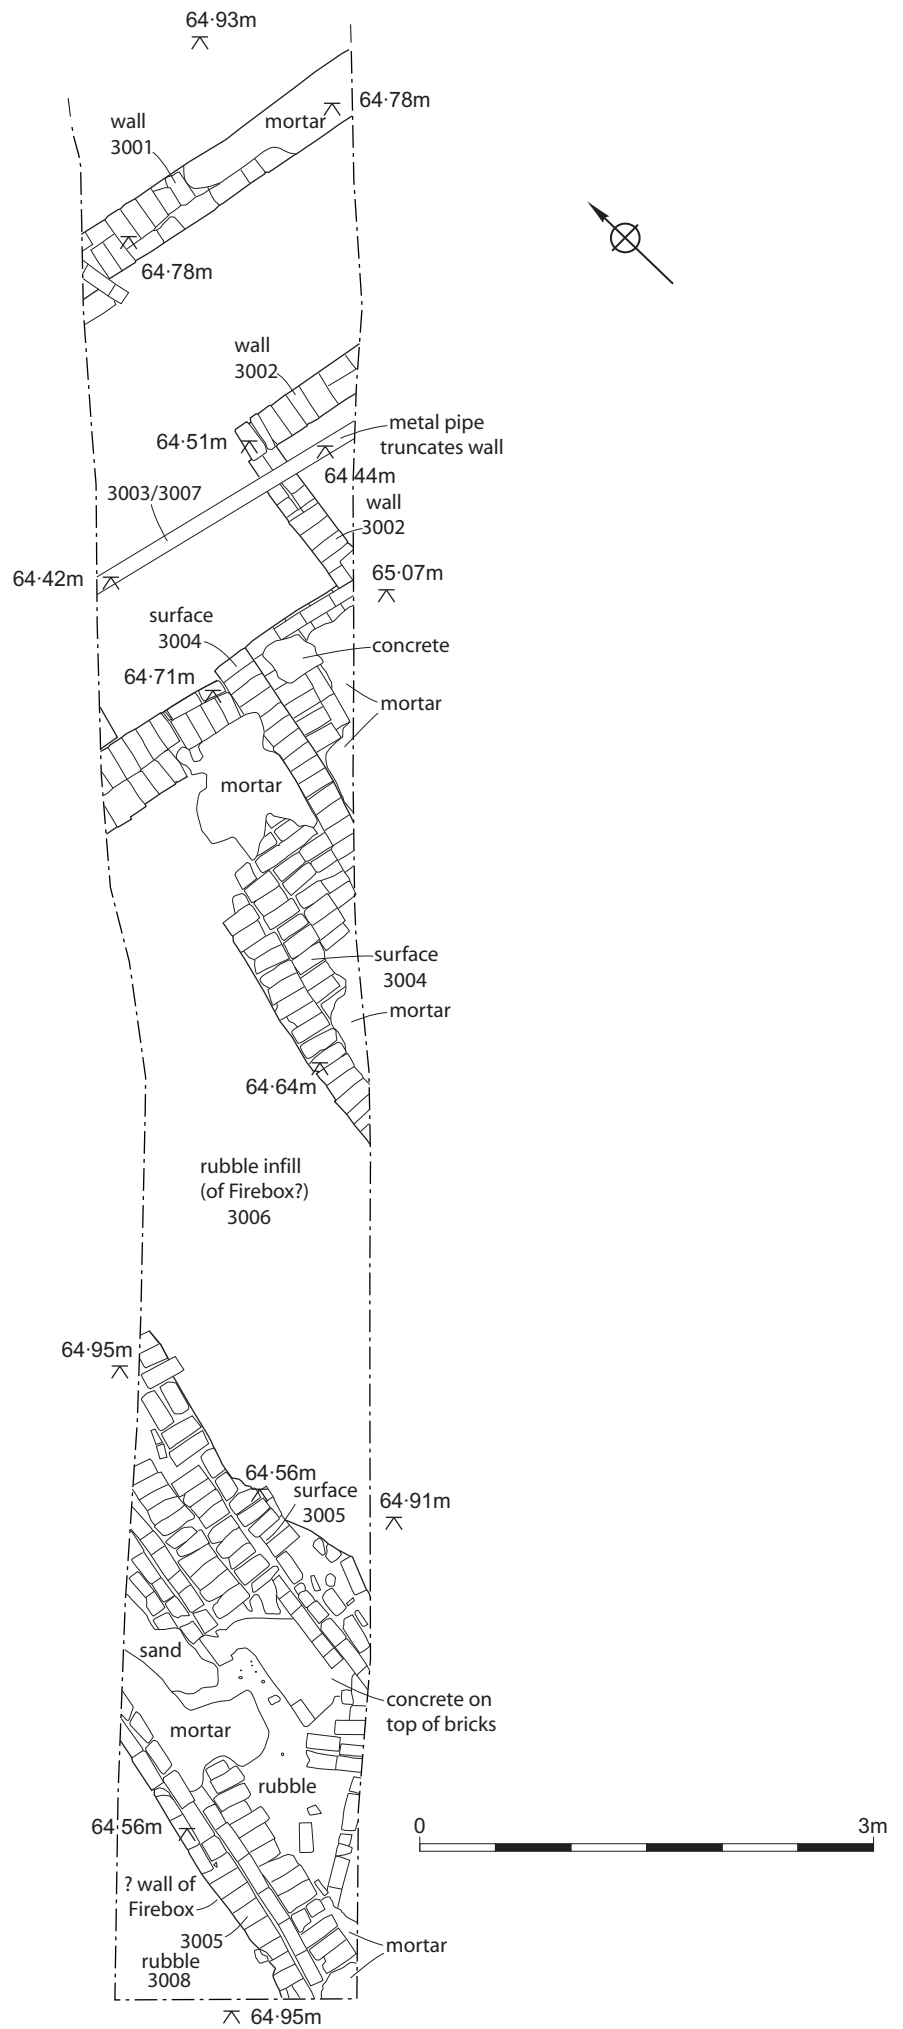 64·93m
64·78m
mortar
wall
3001
64·78m
wall
3002
metal pipe
truncates wall
64·51m
64·44m
3003/3007
wall
3002
64·42m
65·07m
surface
3004
concrete
64·71m
mortar
mortar
surface
3004
mortar
64·64m
rubble infill
(of Firebox?)
3006
64·95m
64·56m
surface
3005
64·91m
sand
concrete on
top of bricks
mortar
rubble
0
3m
64·56m
? wall of
Firebox
3005
rubble
3008
mortar
64·95m